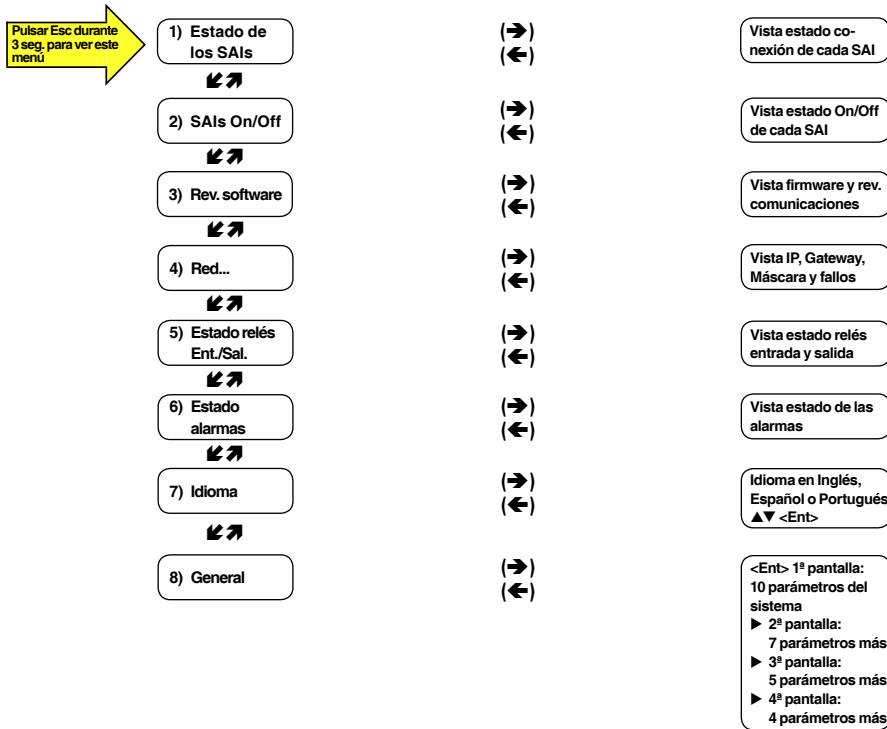 Pulsar Esc durante
3 seg. para ver este
menú
1) Estado de
los SAIs
(➔)
(←)
Vista estado co-
nexión de cada SAI
2) SAIs On/Off
(➔)
(←)
Vista estado On/Off
de cada SAI
3) Rev. software
(➔)
(←)
Vista firmware y rev.
comunicaciones
4) Red...
(➔)
(←)
Vista IP, Gateway,
Máscara y fallos
5) Estado relés
Ent./Sal.
(➔)
(←)
Vista estado relés
entrada y salida
6) Estado
alarmas
(➔)
(←)
Vista estado de las
alarmas
7) Idioma
(➔)
(←)
Idioma en Inglés,
Español o Portugués
▲▼ <Ent>
8) General
(➔)
(←)
<Ent> 1ª pantalla:
10 parámetros del
sistema
▶ 2ª pantalla:
7 parámetros más
▶ 3ª pantalla:
5 parámetros más
▶ 4ª pantalla:
4 parámetros más